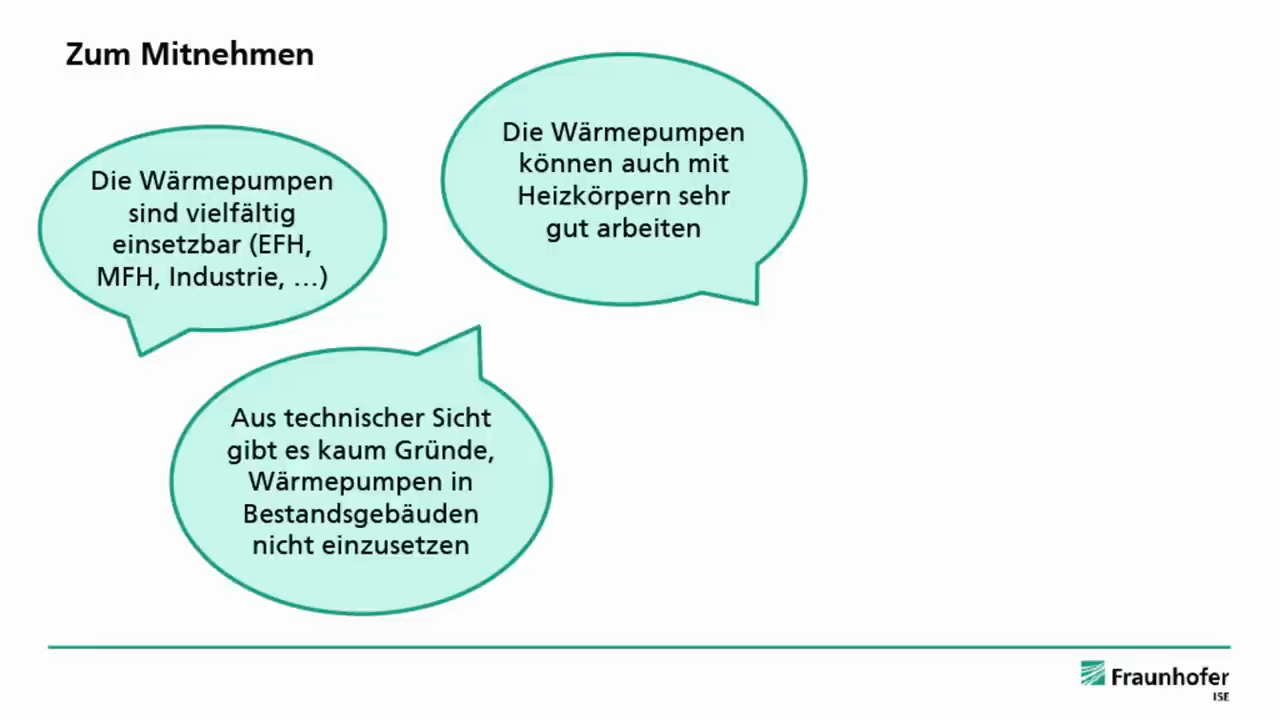 Zum Mitnehmen
Die Wärmepumpen
sind vielfältig
einsetzbar (EFH,
MFH, Industrie, …)
Die Wärmepumpen
können auch mit
Heizkörpern sehr
gut arbeiten
Aus technischer Sicht
gibt es kaum Gründe,
Wärmepumpen in
Bestandsgebäuden
nicht einzusetzen
Fraunhofer
ISE